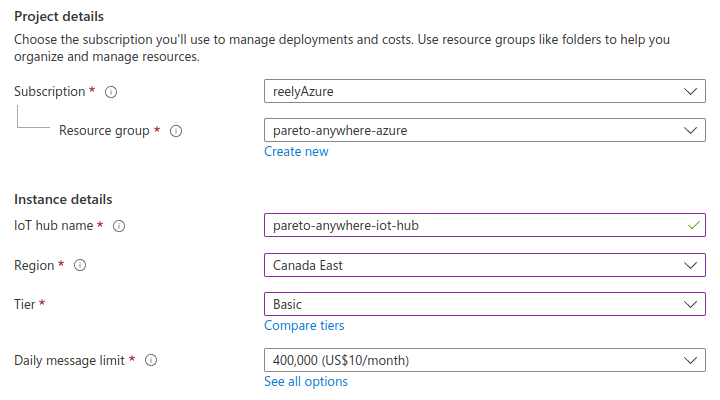 Project details
Choose the subscription you'll use to manage deployments and costs. Use resource groups like folders to help you
organize and manage resources.
Subscription * reelyAzure
Resource group * pareto-anywhere-azure
Create new
Instance details
IoT hub name * pareto-anywhere-iot-hub
Region * Canada East
Tier * Basic
Compare tiers
Daily message limit * 400,000 (US$10/month)
See all options